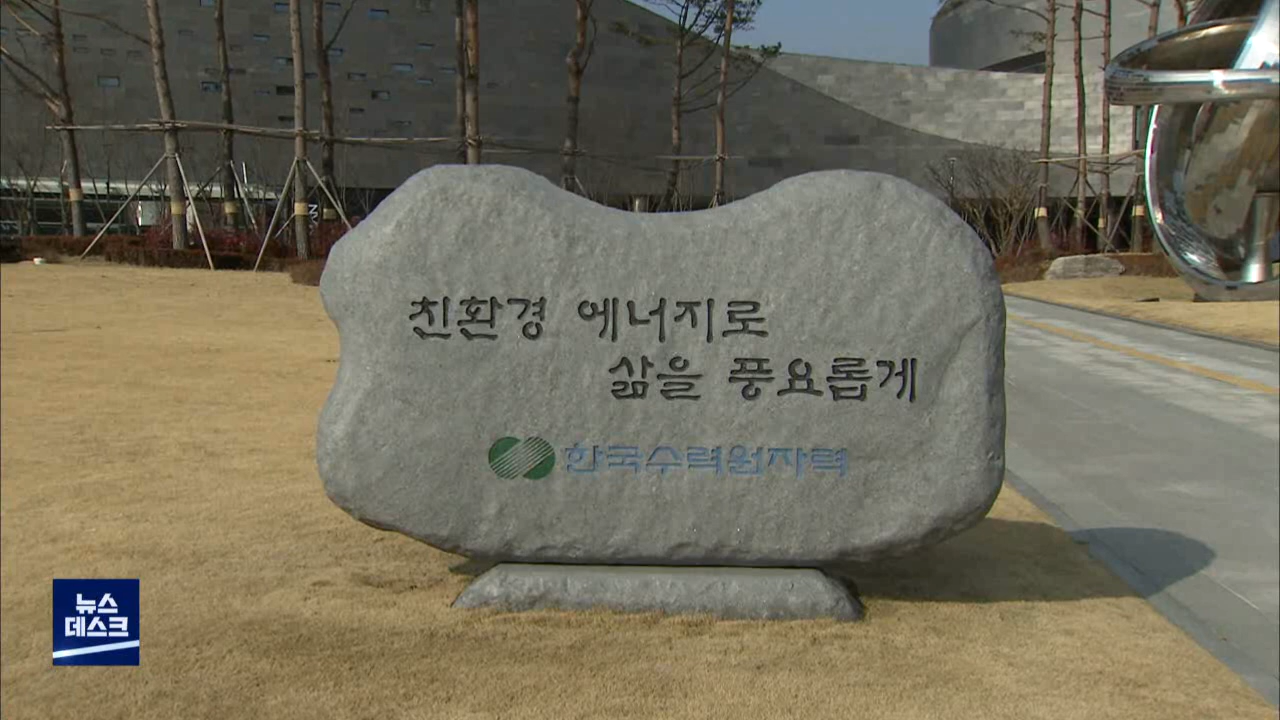 친환경 에너지로
삶을 풍요롭게
한국수력원자력
뉴스
데스크